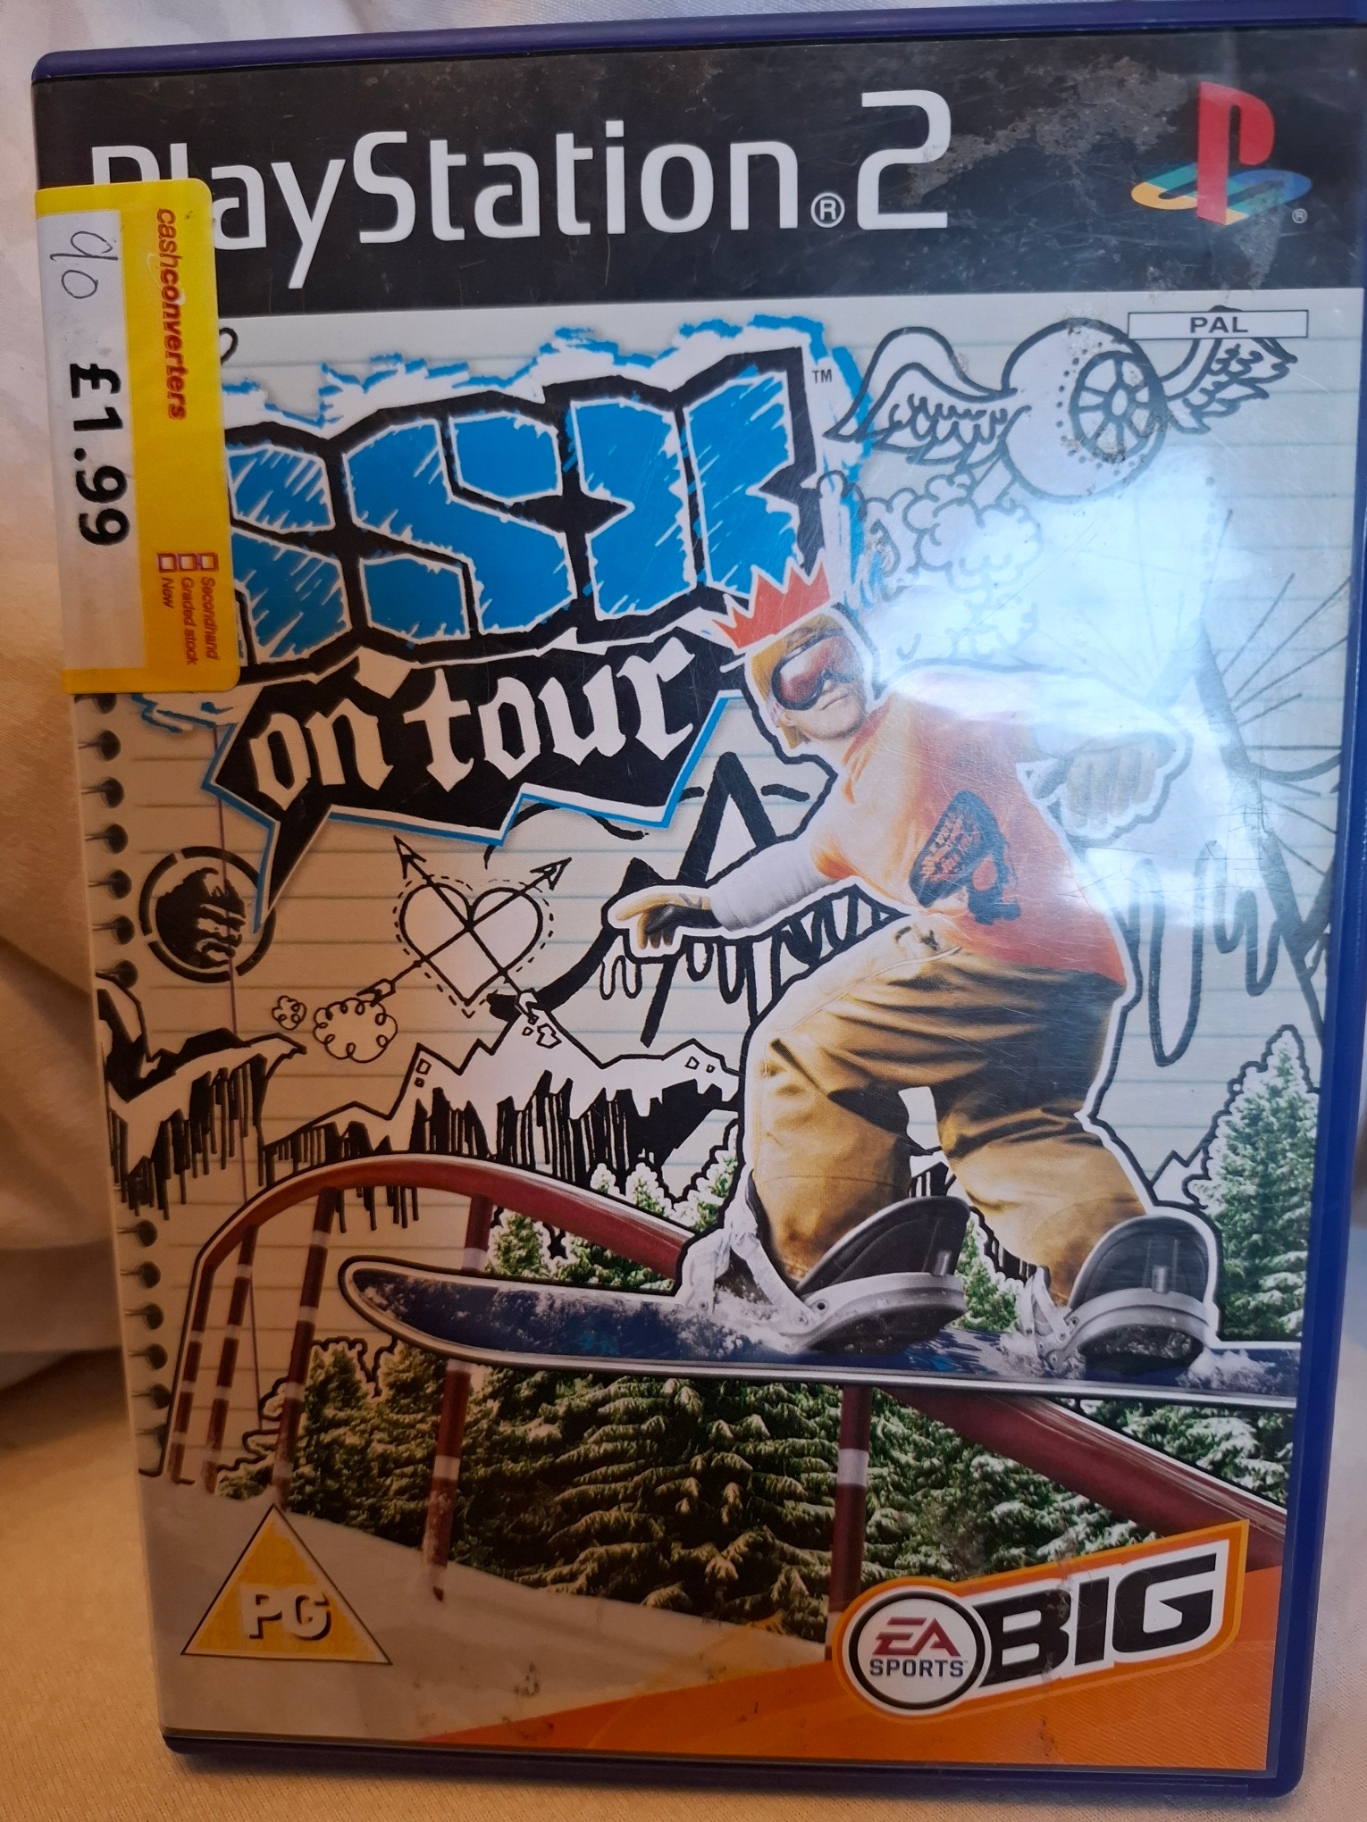 PlayStation®2
®
PAL
cashconverters
£1.99
Secondhand
Graded stock
New
SSX
TM
on tour
PG
EA
SPORTS
BIG